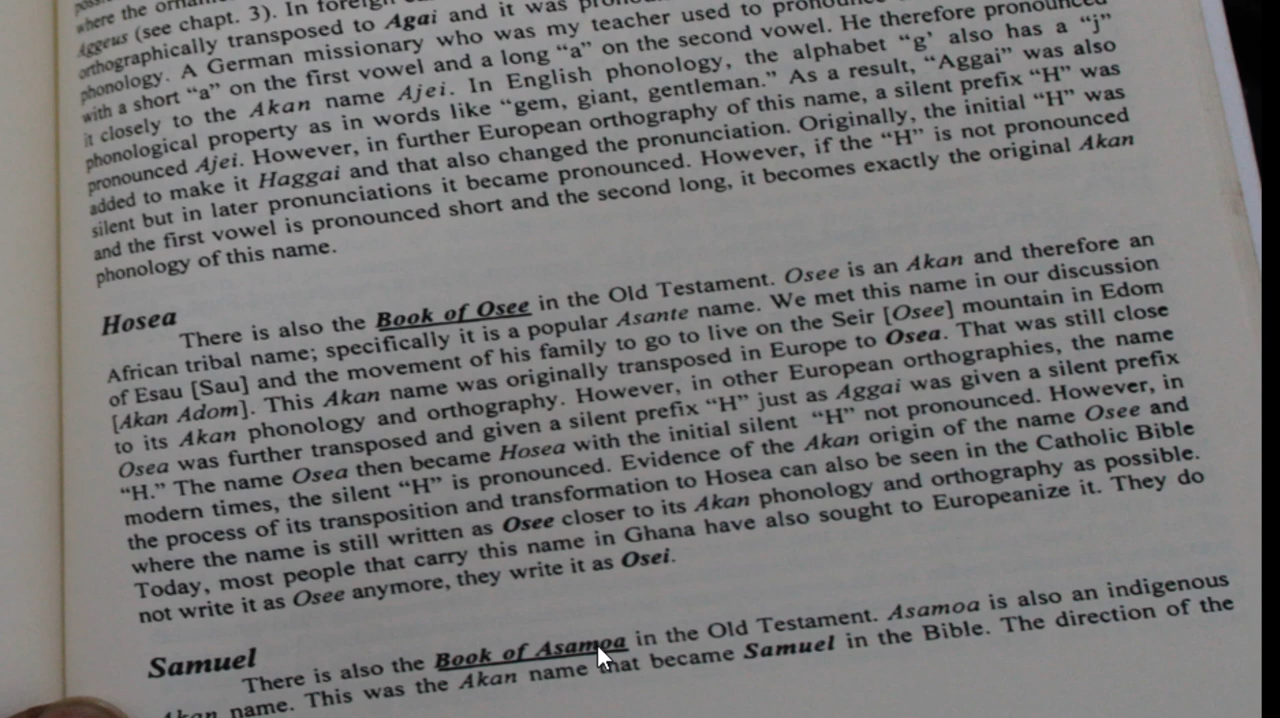 where the
Aggeus (see chapt. 3). In foreign
orthographically transposed to Agai and it was
phonology. A German missionary who was my teacher used to pronounce
with a short “a” on the first vowel and a long “a” on the second vowel. He therefore pronounced
it closely to the Akan name Ajei. In English phonology, the alphabet “g’ also has a “j”
phonological property as in words like “gem, giant, gentleman.” As a result, “Aggai” was also
pronounced Ajei. However, in further European orthography of this name, a silent prefix “H” was
added to make it Haggai and that also changed the pronunciation. Originally, the initial “H” was
silent but in later pronunciations it became pronounced. However, if the “H” is not pronounced
and the first vowel is pronounced short and the second long, it becomes exactly the original Akan
phonology of this name.
Hosea
There is also the Book of Osee in the Old Testament. Osee is an Akan and therefore an
African tribal name; specifically it is a popular Asante name. We met this name in our discussion
of Esau [Sau] and the movement of his family to go to live on the Seir [Osee] mountain in Edom
[Akan Adom]. This Akan name was originally transposed in Europe to Osea. That was still close
to its Akan phonology and orthography. However, in other European orthographies, the name
Osea was further transposed and given a silent prefix “H” just as Aggai was given a silent prefix
“H.” The name Osea then became Hosea with the initial silent “H” not pronounced. However, in
modern times, the silent “H” is pronounced. Evidence of the Akan origin of the name Osee and
the process of its transposition and transformation to Hosea can also be seen in the Catholic Bible
where the name is still written as Osee closer to its Akan phonology and orthography as possible.
Today, most people that carry this name in Ghana have also sought to Europeanize it. They do
not write it as Osee anymore, they write it as Osei.
Samuel
There is also the Book of Asamoa in the Old Testament. Asamoa is also an indigenous
Akan name. This was the Akan name that became Samuel in the Bible. The direction of the